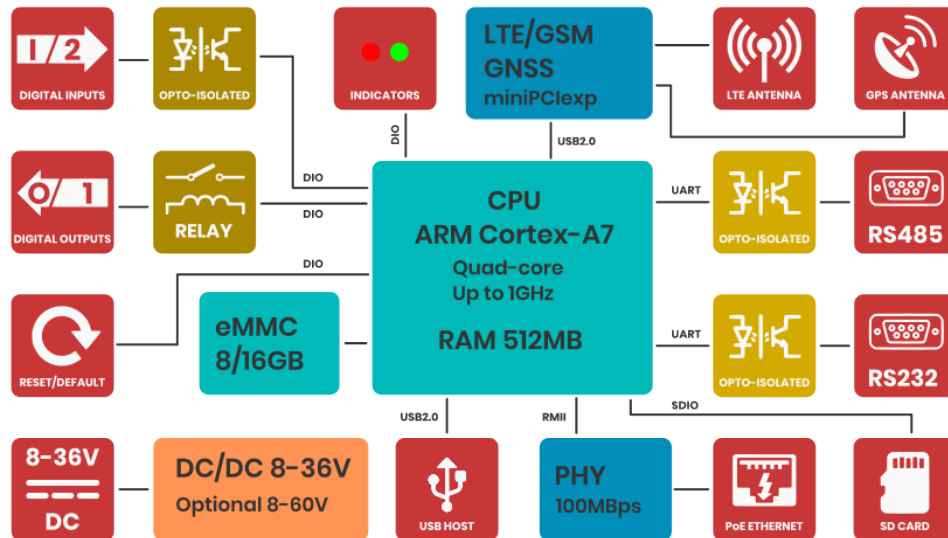 1/2
DIGITAL INPUTS
OPTO-ISOLATED
INDICATORS
LTE/GSM
GNSS
miniPCIexp
LTE ANTENNA
GPS ANTENNA
DIO
USB2.0
0/1
DIGITAL OUTPUTS
RELAY
DIO
DIO
CPU
ARM Cortex-A7
Quad-core
Up to 1GHz
RAM 512MB
UART
OPTO-ISOLATED
RS485
DIO
RESET/DEFAULT
eMMC
8/16GB
UART
OPTO-ISOLATED
RS232
USB2.0
RMII
SDIO
8-36V
DC
DC/DC 8-36V
Optional 8-60V
USB HOST
PHY
100MBps
PoE ETHERNET
SD CARD